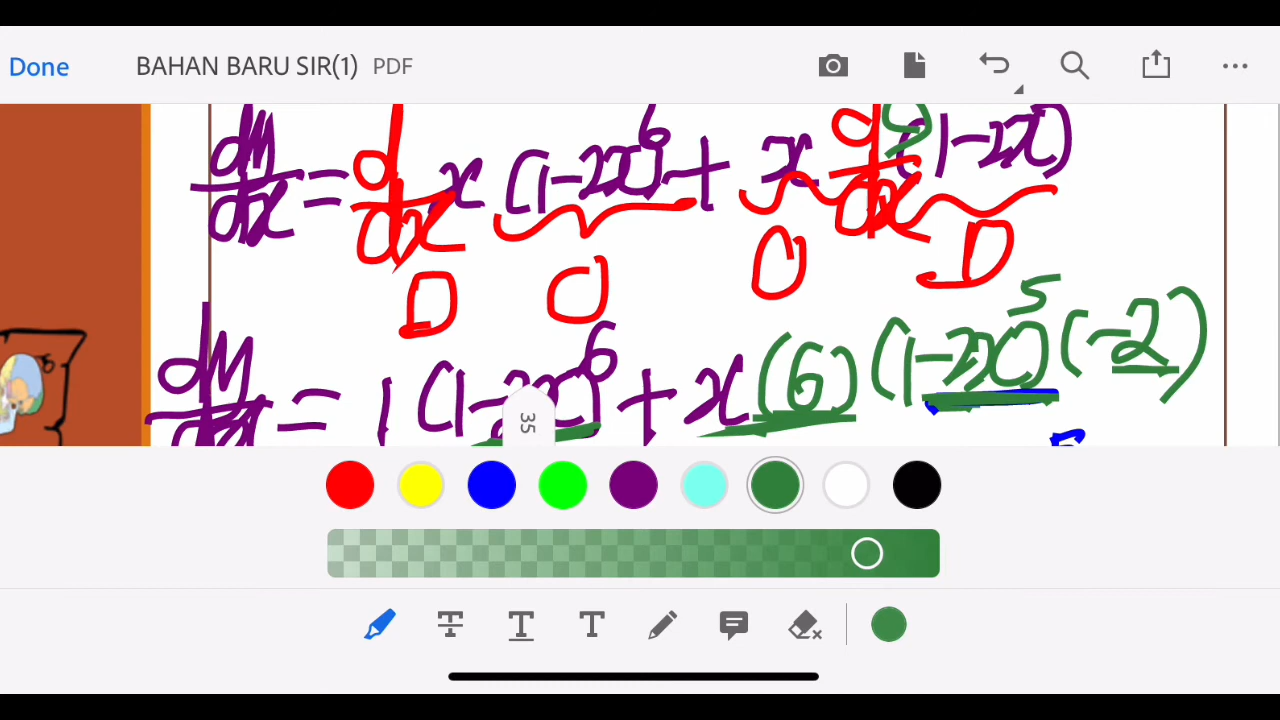 Done BAHAN BARU SIR(1) PDF
dy/dx = d/dx x (1-2x)^6 + x d/dx (1-2x)
D O O D
dy/dx = 1 (1-2x)^6 + x (6) (1-2x)^5 (-2)
35
T T T